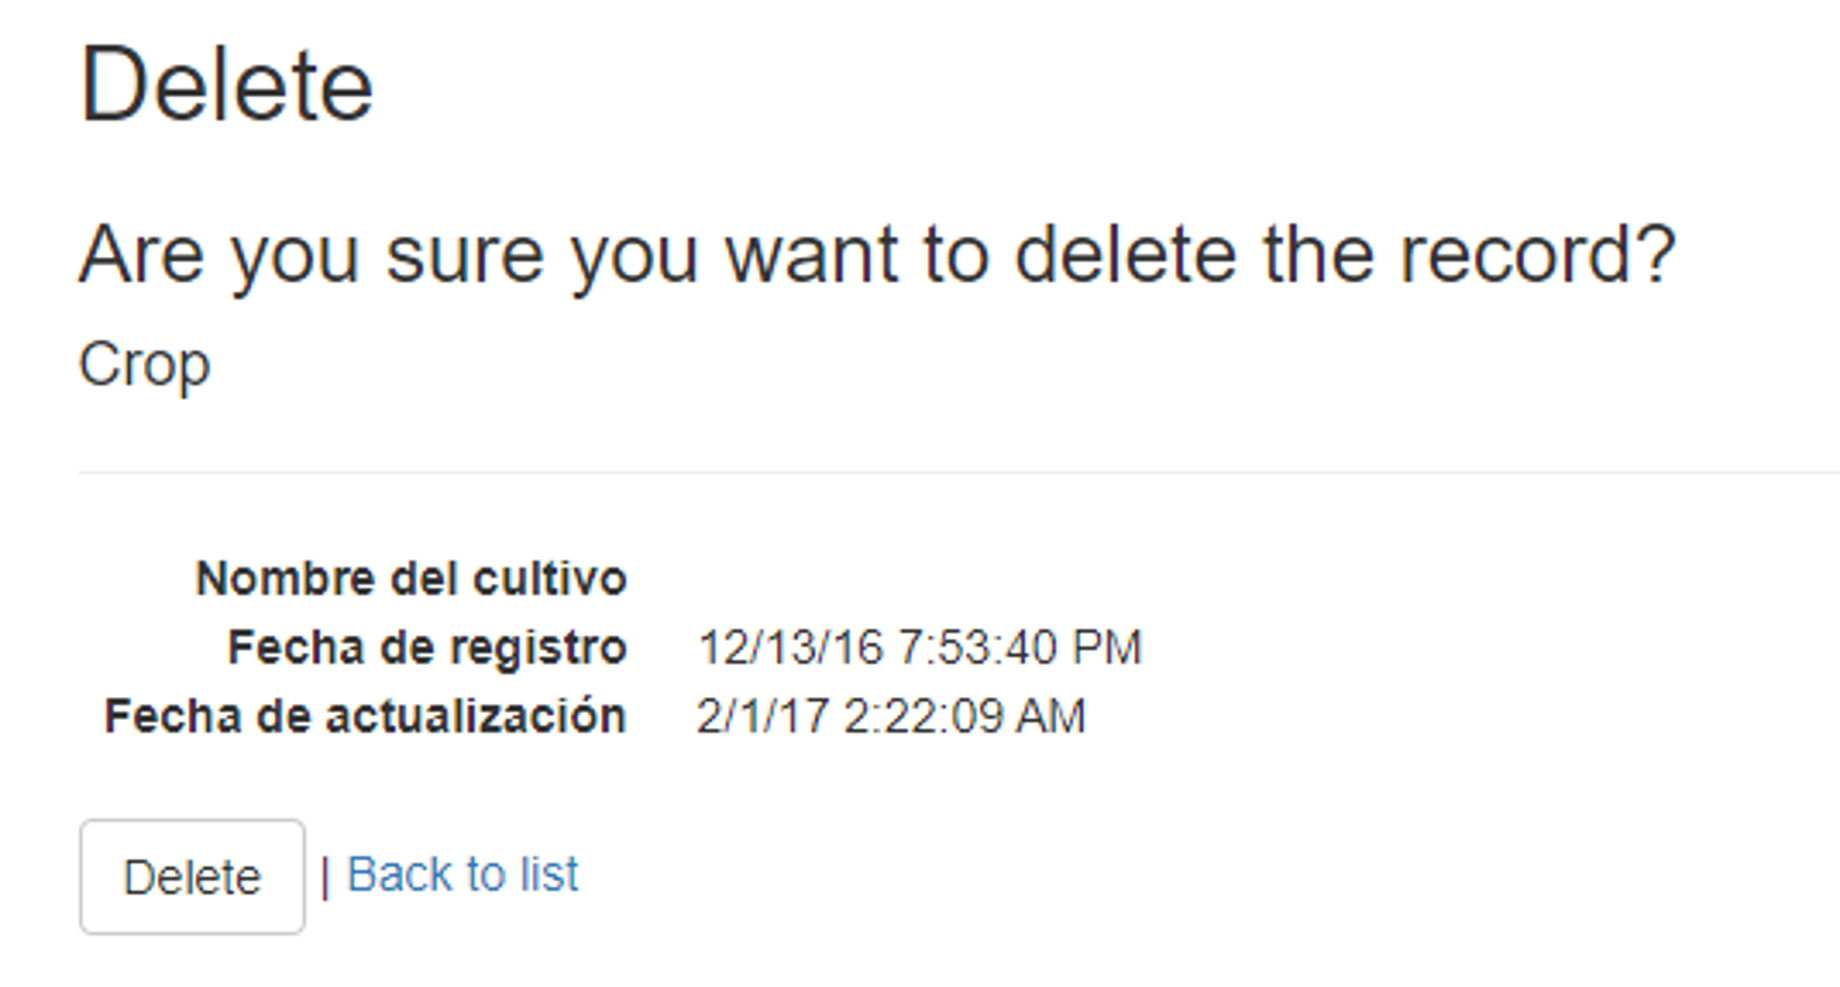 Delete
Are you sure you want to delete the record?
Crop
Nombre del cultivo
Fecha de registro 12/13/16 7:53:40 PM
Fecha de actualización 2/1/17 2:22:09 AM
Delete | Back to list